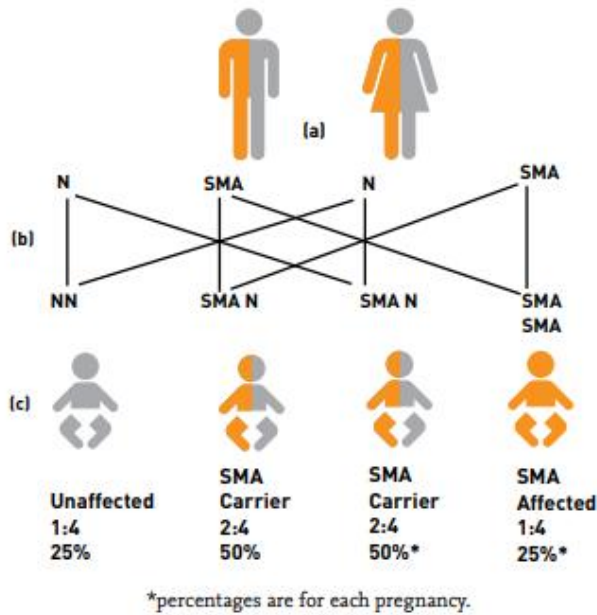 (a)
N SMA N SMA
(b)
NN SMA N SMA N SMA
SMA
(c)
Unaffected
1:4
25%
SMA
Carrier
2:4
50%
SMA
Carrier
2:4
50%*
SMA
Affected
1:4
25%*
*percentages are for each pregnancy.